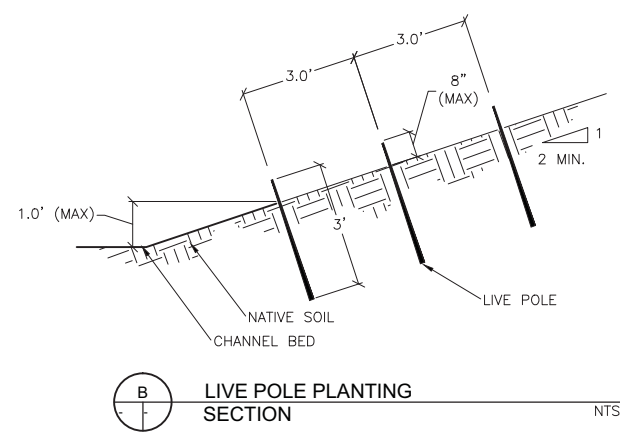 3.0'
3.0'
8"
(MAX)
1
2 MIN.
1.0' (MAX)
3'
LIVE POLE
NATIVE SOIL
CHANNEL BED
B
- -
LIVE POLE PLANTING
SECTION
NTS